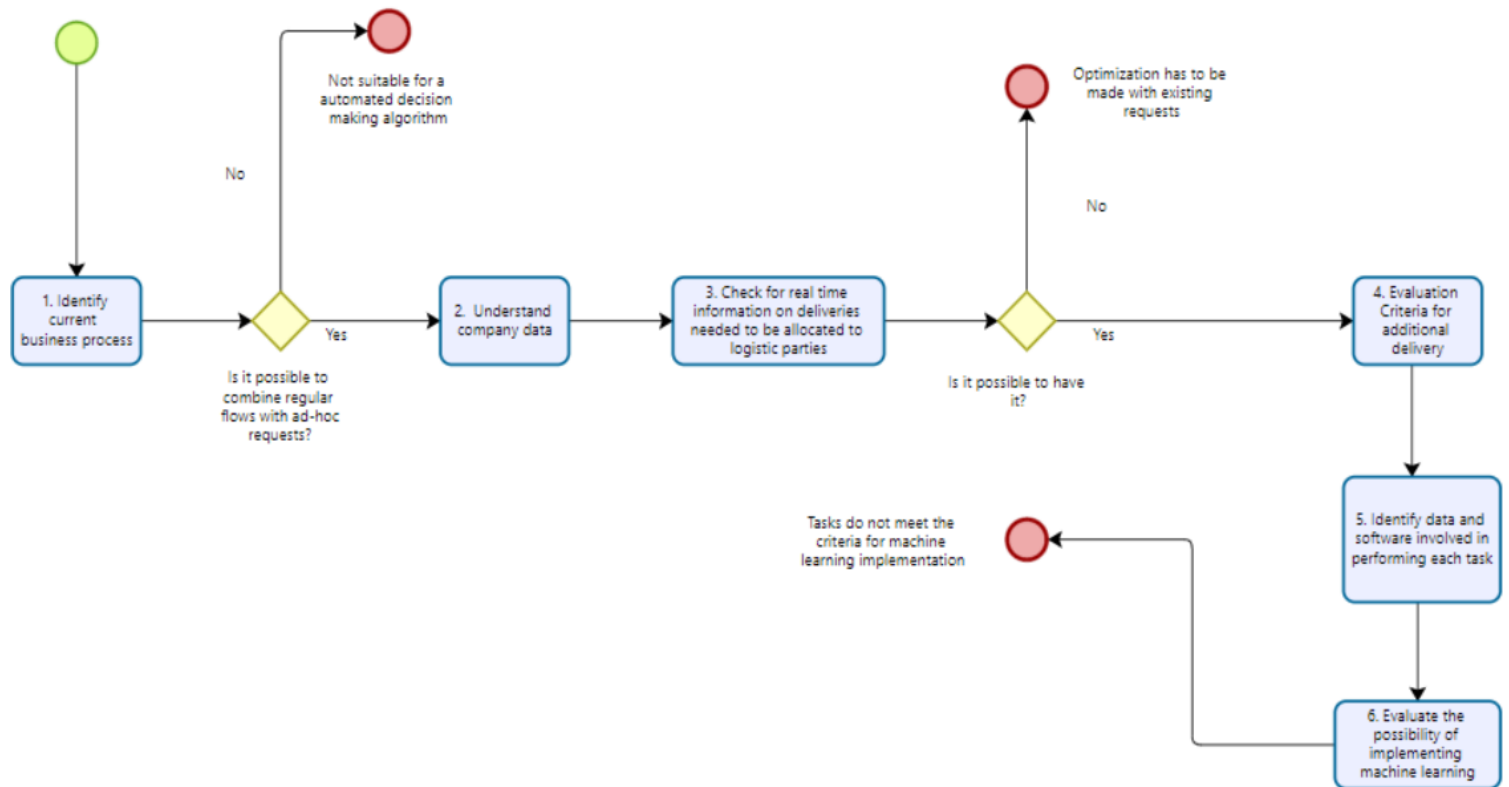 Not suitable for a
automated decision
making algorithm
Optimization has to be
made with existing
requests
No
No
1. Identify
current
business process
Yes
Is it possible to
combine regular
flows with ad-hoc
requests?
2. Understand
company data
3. Check for real time
information on deliveries
needed to be allocated to
logistic parties
Is it possible to have
it?
Yes
4. Evaluation
Criteria for
additional
delivery
5. Identify data and
software involved in
performing each task
Tasks do not meet the
criteria for machine
learning implementation
6. Evaluate the
possibility of
implementing
machine learning